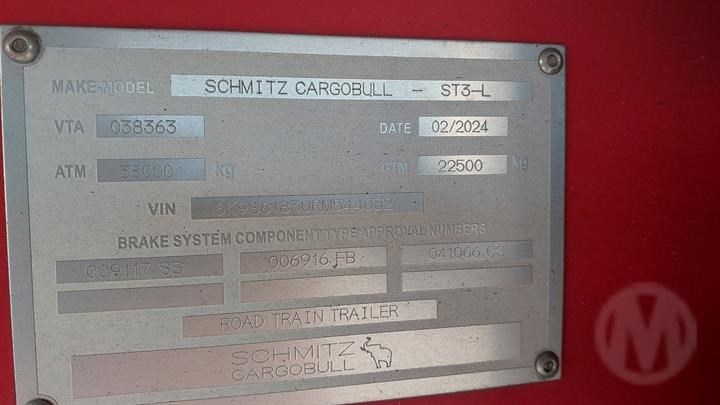 MAKE-MODEL SCHMITZ CARGOBULL - ST3-L
VTA 038363 DATE 02/2024
ATM 38000 kg GTM 22500 kg
VIN 6K9S61830RM544052
BRAKE SYSTEM COMPONENT TYPE APPROVAL NUMBERS
009117 SS 006916 FB 041066 CS
ROAD TRAIN TRAILER
SCHMITZ
CARGOBULL
M